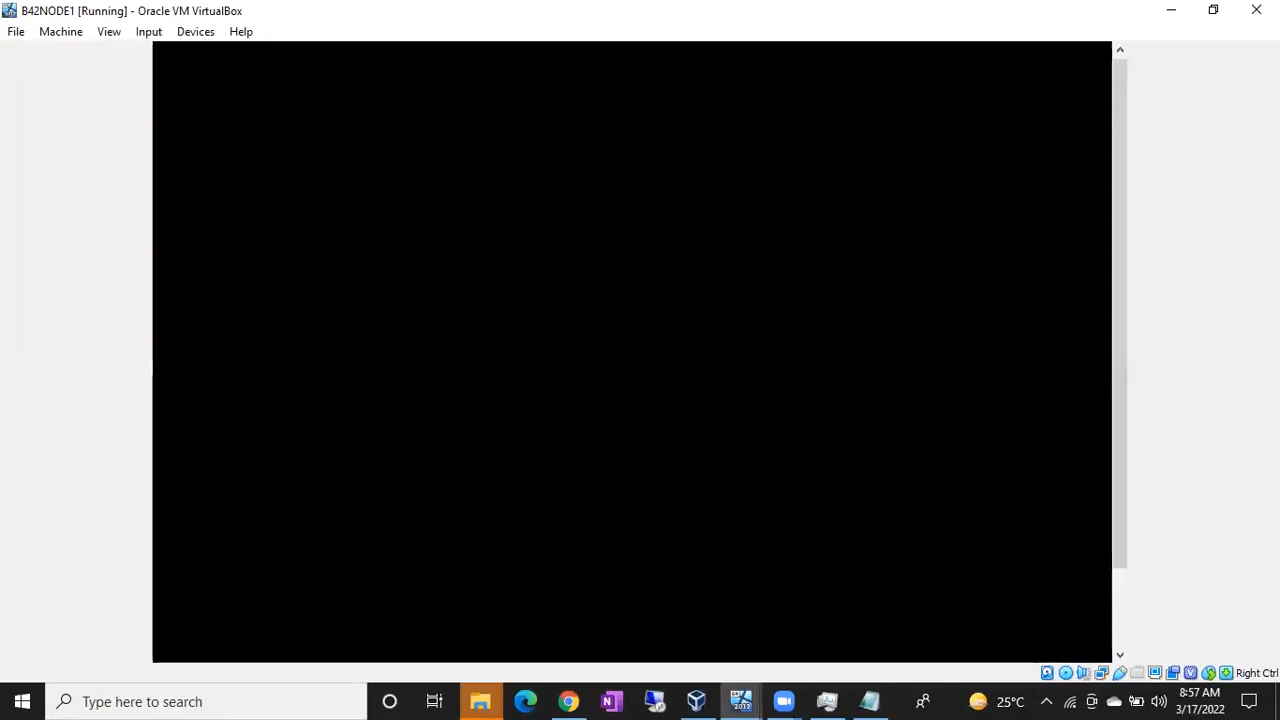 B42NODE1 [Running] - Oracle VM VirtualBox
File Machine View Input Devices Help
Right Ctrl
Type here to search
2012
25°C
8:57 AM
3/17/2022